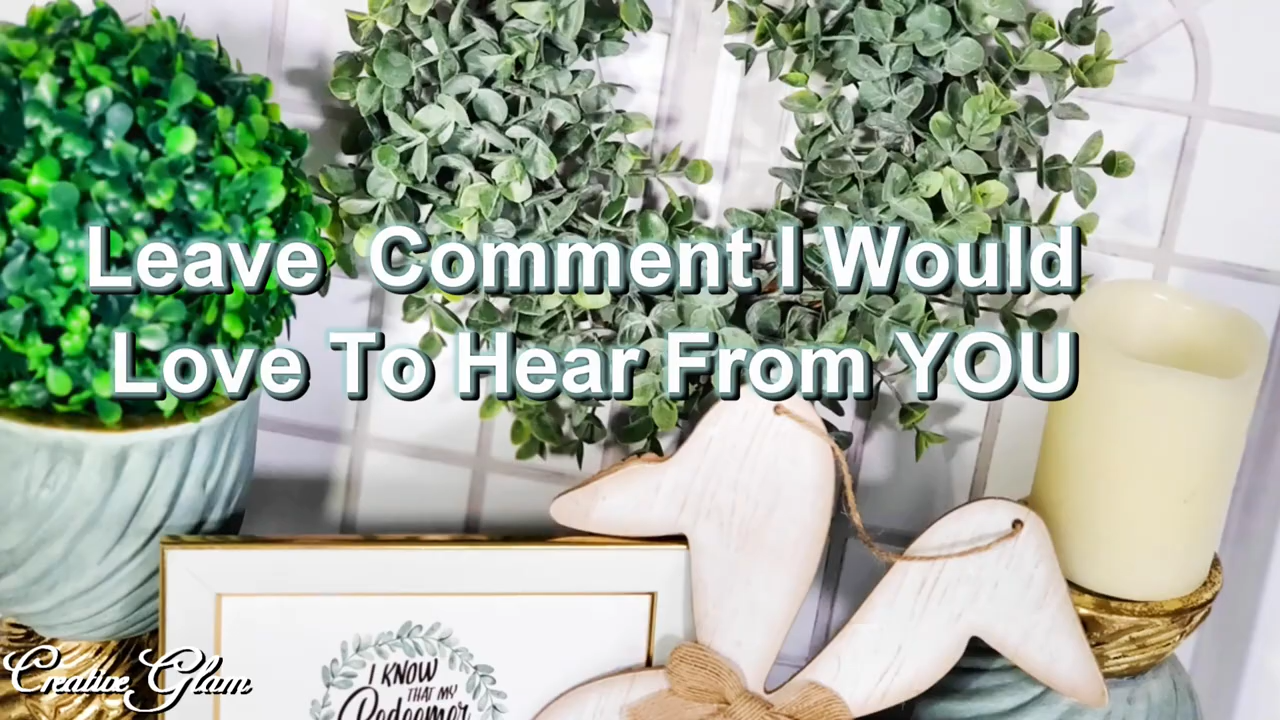 Leave  Comment I Would
Love To Hear From YOU
I KNOW
THAT MY
Redeemer
Creative Glam